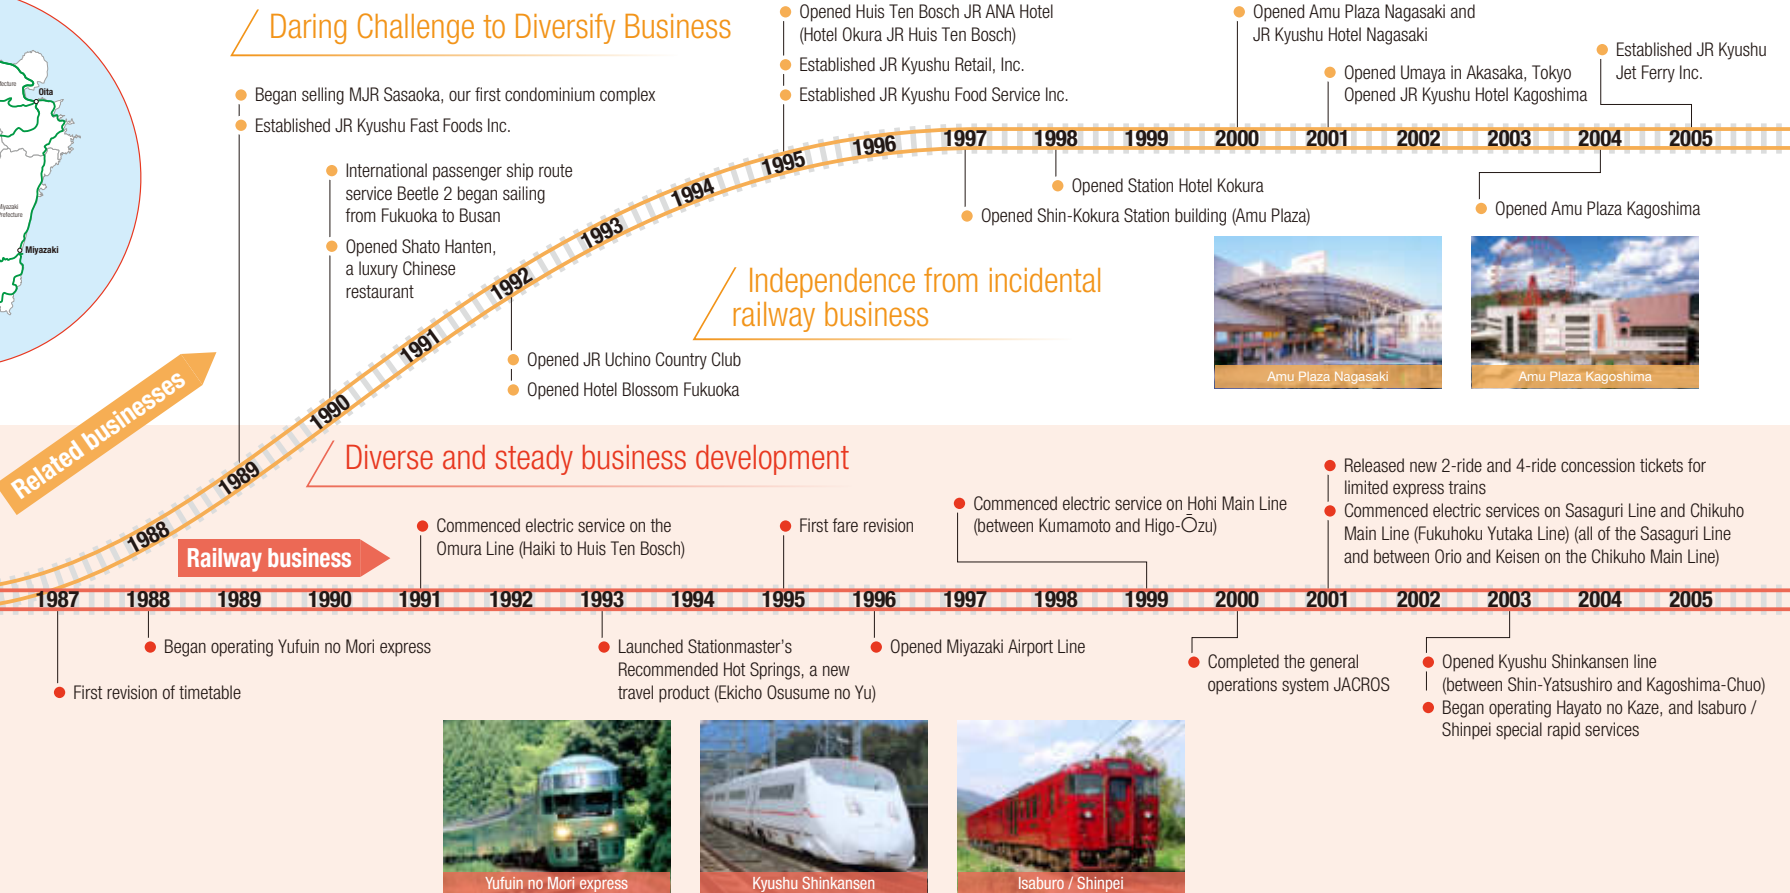 Daring Challenge to Diversify Business
Began selling MJR Sasaoka, our first condominium complex
Established JR Kyushu Fast Foods Inc.
International passenger ship route
service Beetle 2 began sailing
from Fukuoka to Busan
Opened Shato Hanten,
a luxury Chinese
restaurant
Opened Huis Ten Bosch JR ANA Hotel
(Hotel Okura JR Huis Ten Bosch)
Established JR Kyushu Retail, Inc.
Established JR Kyushu Food Service Inc.
Opened Amu Plaza Nagasaki and
JR Kyushu Hotel Nagasaki
Opened Umaya in Akasaka, Tokyo
Opened JR Kyushu Hotel Kagoshima
Established JR Kyushu
Jet Ferry Inc.
Oita
Miyazaki
Miyazaki
Prefecture
Related businesses
1988
1989
1990
1991
1992
1993
1994
1995
1996
1997
1998
1999
2000
2001
2002
2003
2004
2005
Opened JR Uchino Country Club
Opened Hotel Blossom Fukuoka
Opened Station Hotel Kokura
Opened Shin-Kokura Station building (Amu Plaza)
Opened Amu Plaza Kagoshima
Independence from incidental
railway business
Amu Plaza Nagasaki
Amu Plaza Kagoshima
Diverse and steady business development
Railway business
Commenced electric service on the
Omura Line (Haiki to Huis Ten Bosch)
First fare revision
Commenced electric service on Hohi Main Line
(between Kumamoto and Higo-Ōzu)
Released new 2-ride and 4-ride concession tickets for
limited express trains
Commenced electric services on Sasaguri Line and Chikuho
Main Line (Fukuhoku Yutaka Line) (all of the Sasaguri Line
and between Orio and Keisen on the Chikuho Main Line)
1987
1988
1989
1990
1991
1992
1993
1994
1995
1996
1997
1998
1999
2000
2001
2002
2003
2004
2005
First revision of timetable
Began operating Yufuin no Mori express
Launched Stationmaster's
Recommended Hot Springs, a new
travel product (Ekicho Osusume no Yu)
Opened Miyazaki Airport Line
Completed the general
operations system JACROS
Opened Kyushu Shinkansen line
(between Shin-Yatsushiro and Kagoshima-Chuo)
Began operating Hayato no Kaze, and Isaburo /
Shinpei special rapid services
Yufuin no Mori express
Kyushu Shinkansen
Isaburo / Shinpei